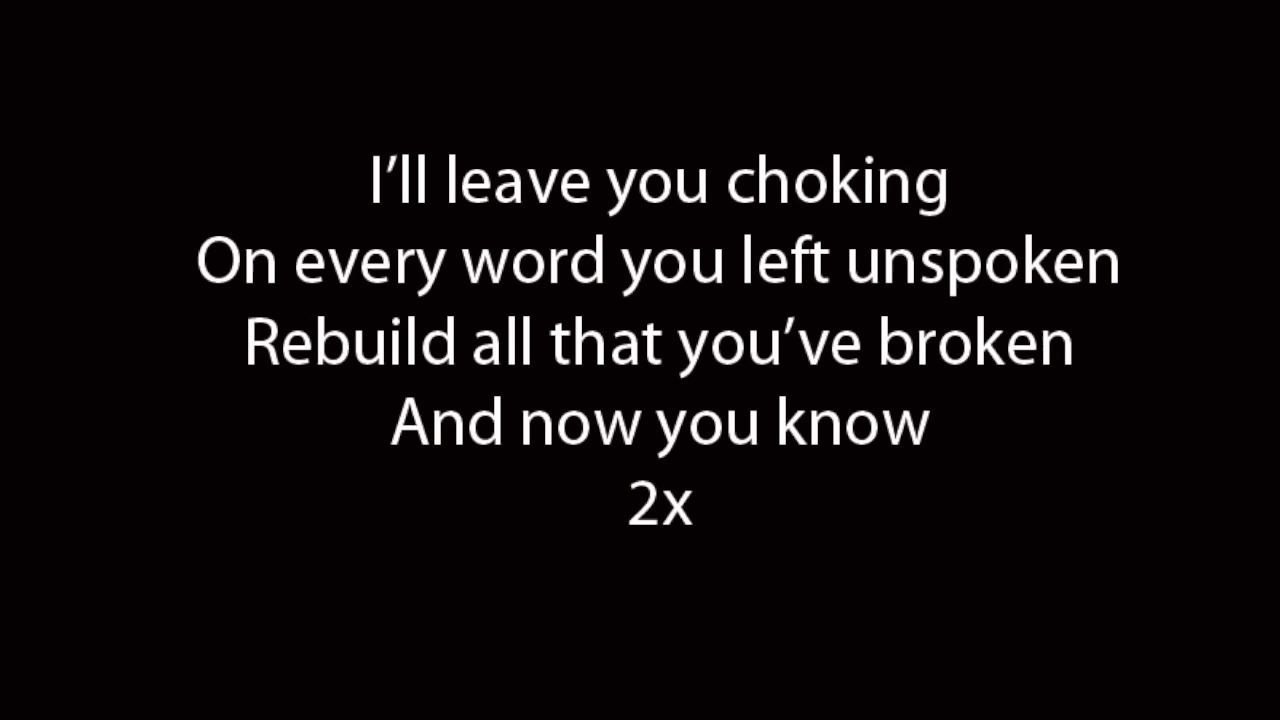 I’ll leave you choking
On every word you left unspoken
Rebuild all that you’ve broken
And now you know
2x